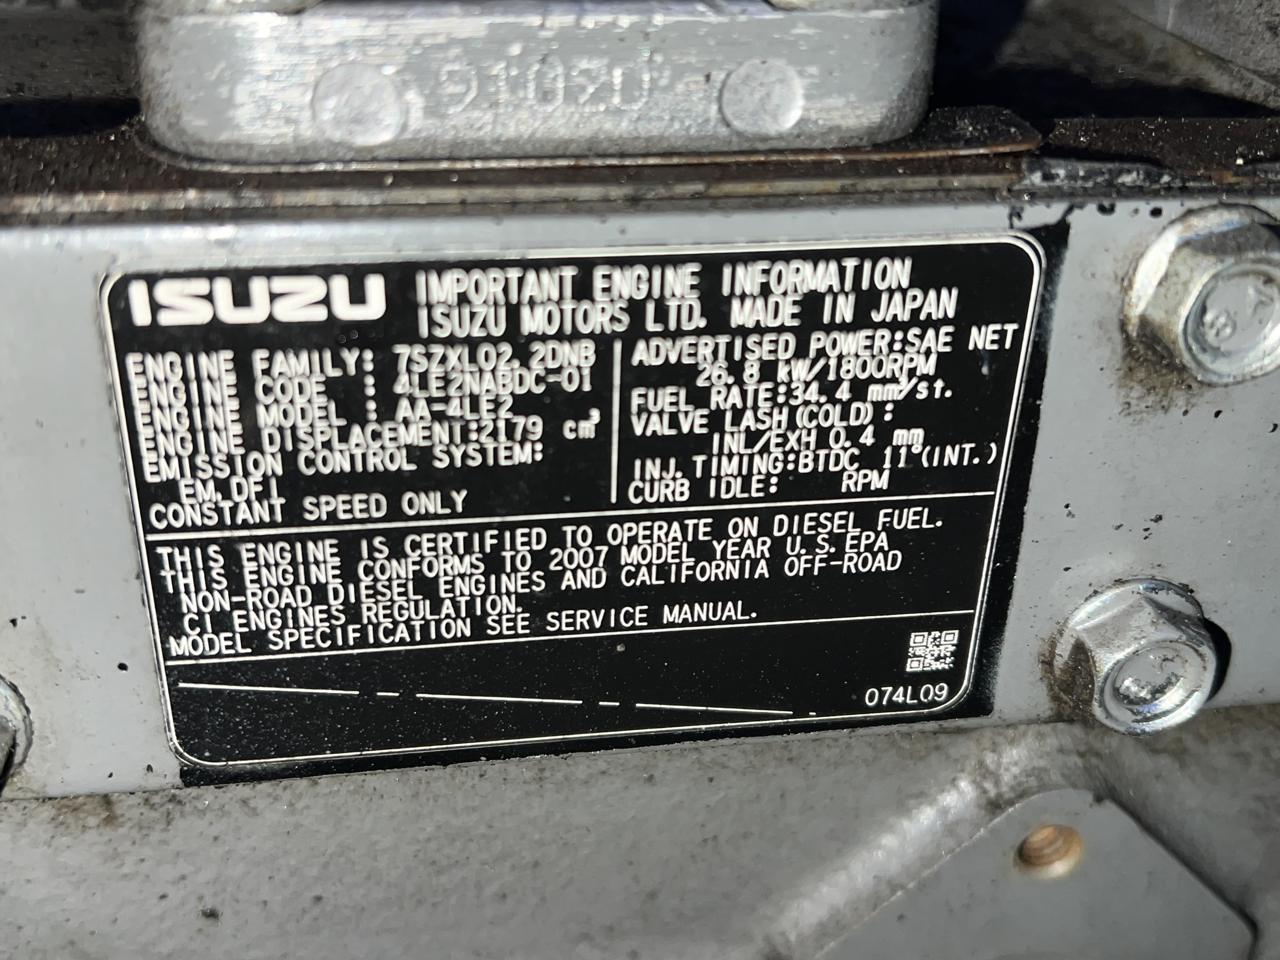 91090
ISUZU
IMPORTANT ENGINE INFORMATION
ISUZU MOTORS LTD. MADE IN JAPAN
ENGINE FAMILY: 7SZXL02.2DNB
ENGINE CODE : 4LE2NABDC-01
ENGINE MODEL : AA-4LE2
ENGINE DISPLACEMENT:2179 cm³
EMISSION CONTROL SYSTEM:
EM,DFI
CONSTANT SPEED ONLY
ADVERTISED POWER:SAE NET
26.8 kW/1800RPM
FUEL RATE:34.4 mm³/st.
VALVE LASH(COLD):
INL/EXH 0.4 mm
INJ.TIMING:BTDC 11°(INT.)
CURB IDLE: RPM
THIS ENGINE IS CERTIFIED TO OPERATE ON DIESEL FUEL.
THIS ENGINE CONFORMS TO 2007 MODEL YEAR U.S.EPA
NON-ROAD DIESEL ENGINES AND CALIFORNIA OFF-ROAD
CI ENGINES REGULATION.
MODEL SPECIFICATION SEE SERVICE MANUAL.
074L09
8